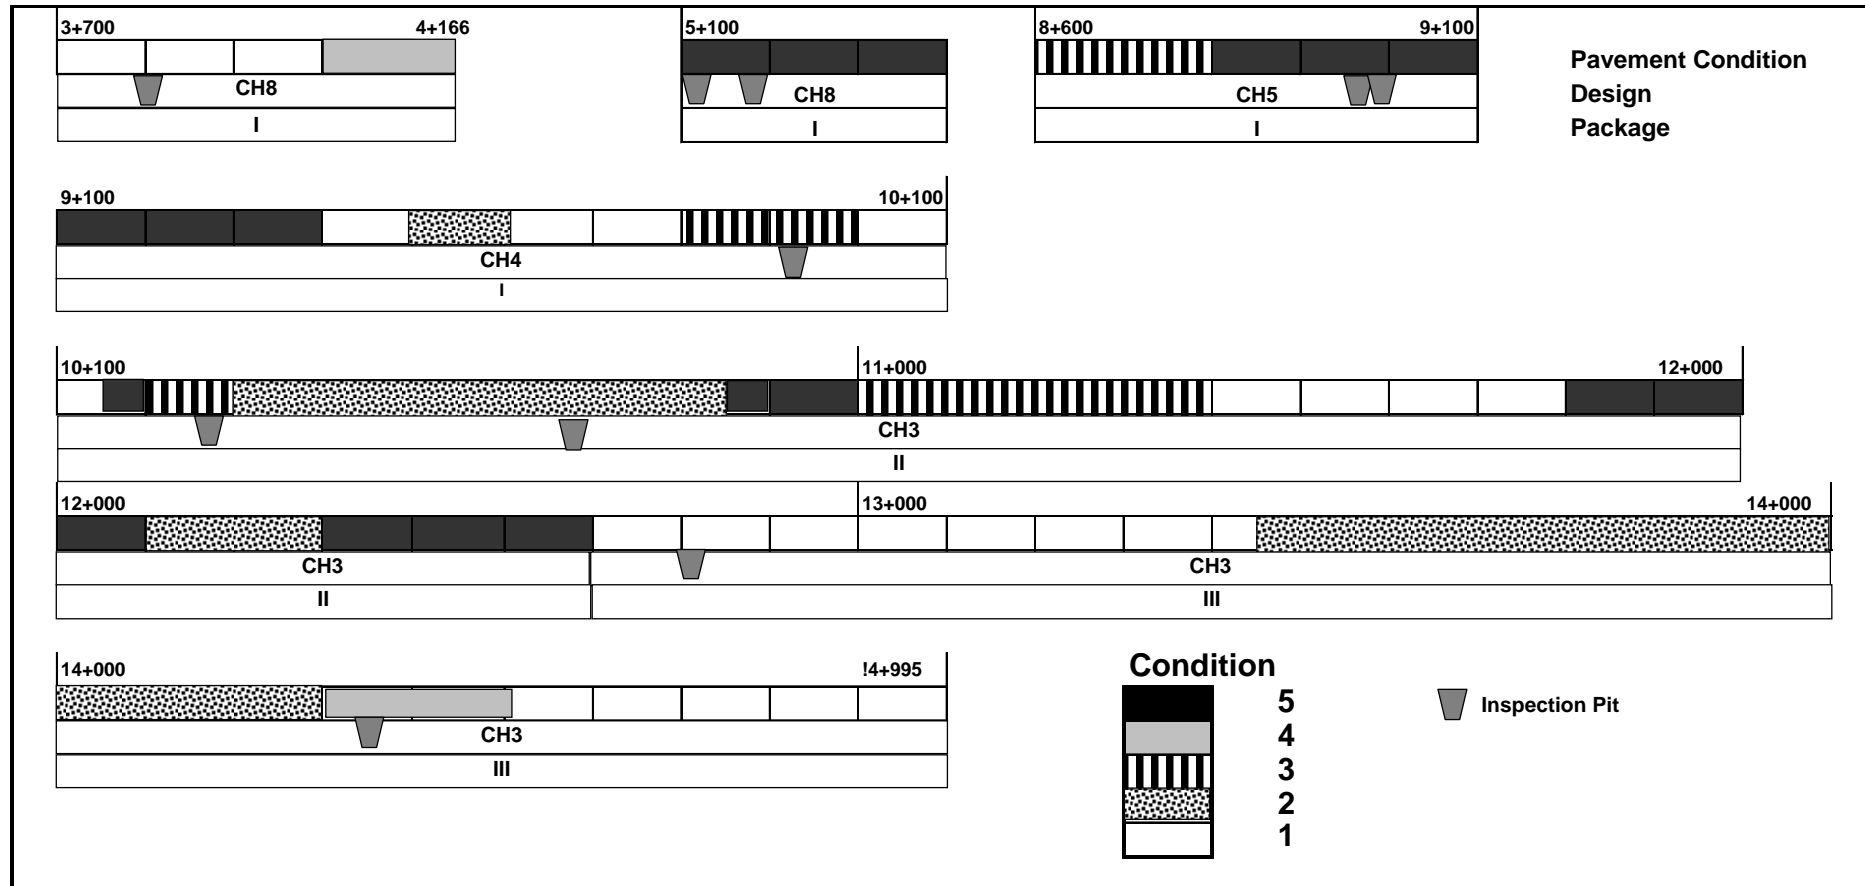 3+700 4+166 5+100 8+600 9+100
Pavement Condition
CH8 CH8 CH5 Design
I I I Package
9+100 10+100
CH4
I
10+100 11+000 12+000
CH3
II
12+000 13+000 14+000
CH3 CH3
II III
14+000 !4+995
CH3
III
Condition
5
4
3
2
1
Inspection Pit